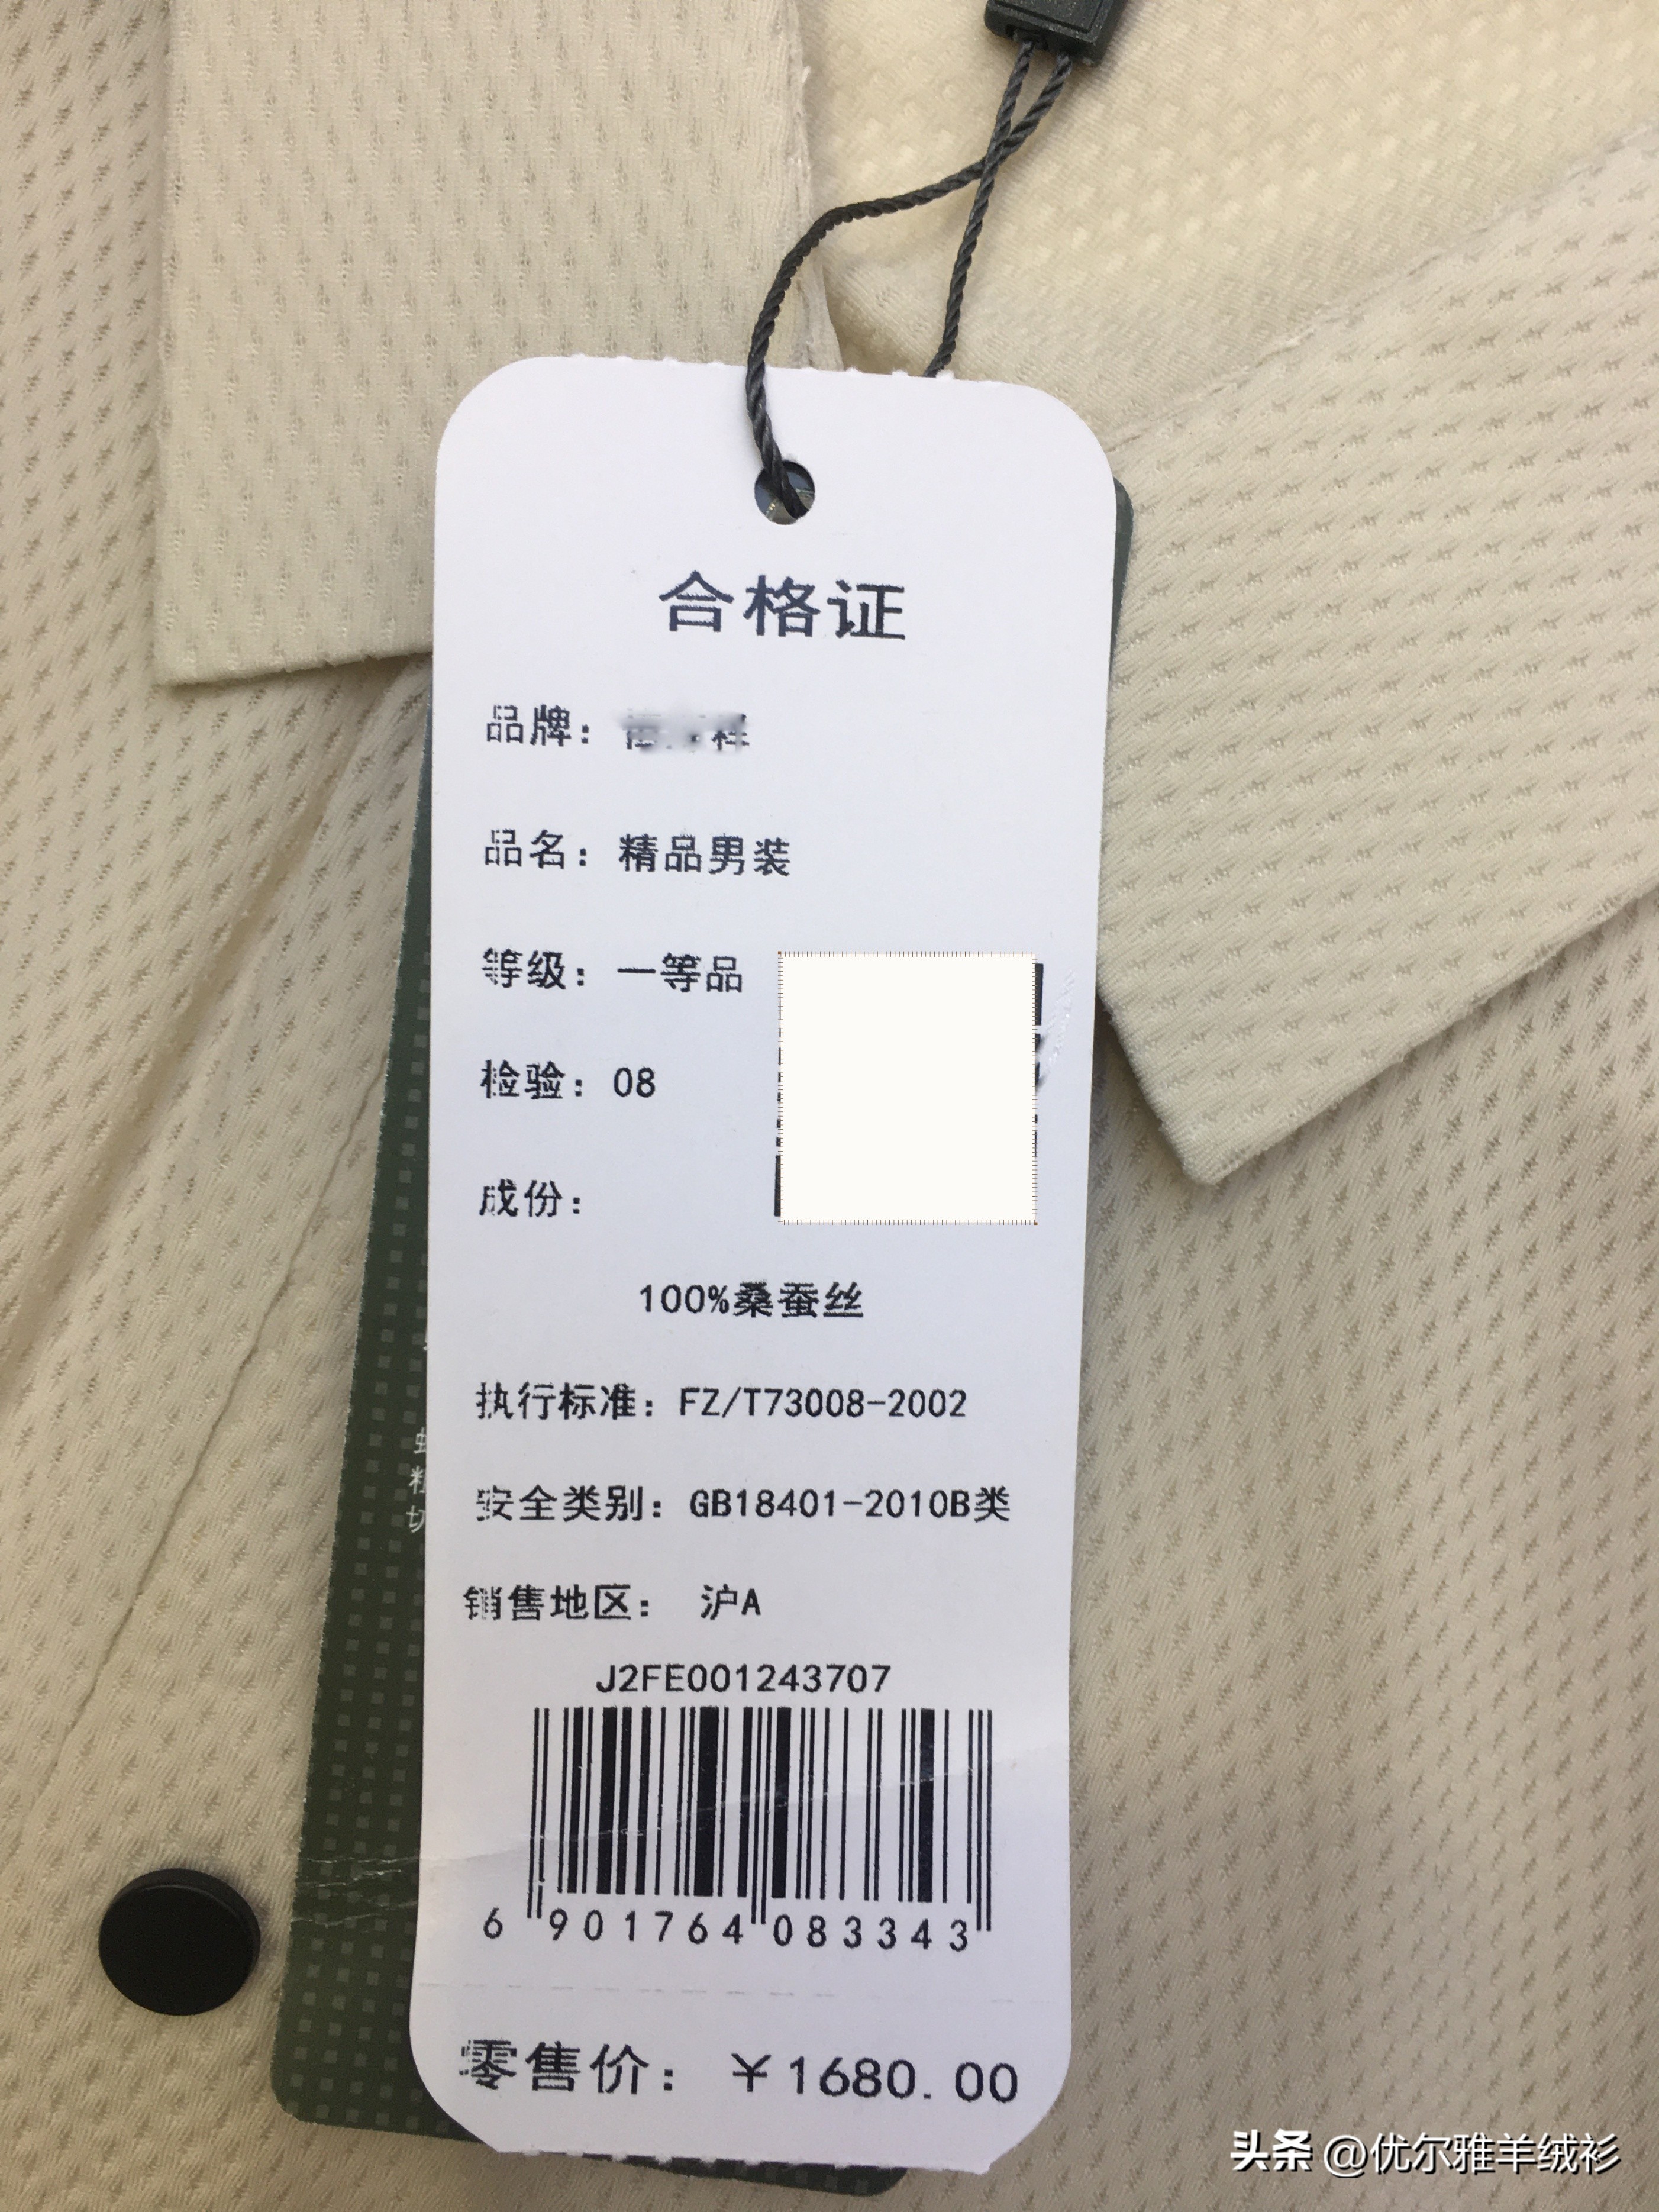 合格证
品牌：
品名：精品男装
等级：一等品
检验：08
成份：
100%桑蚕丝
执行标准：FZ/T73008-2002
安全类别：GB18401-2010B类
销售地区： 沪A
J2FE001243707
6 901764 083343
零售价：￥1680.00
头条 @优尔雅羊绒衫